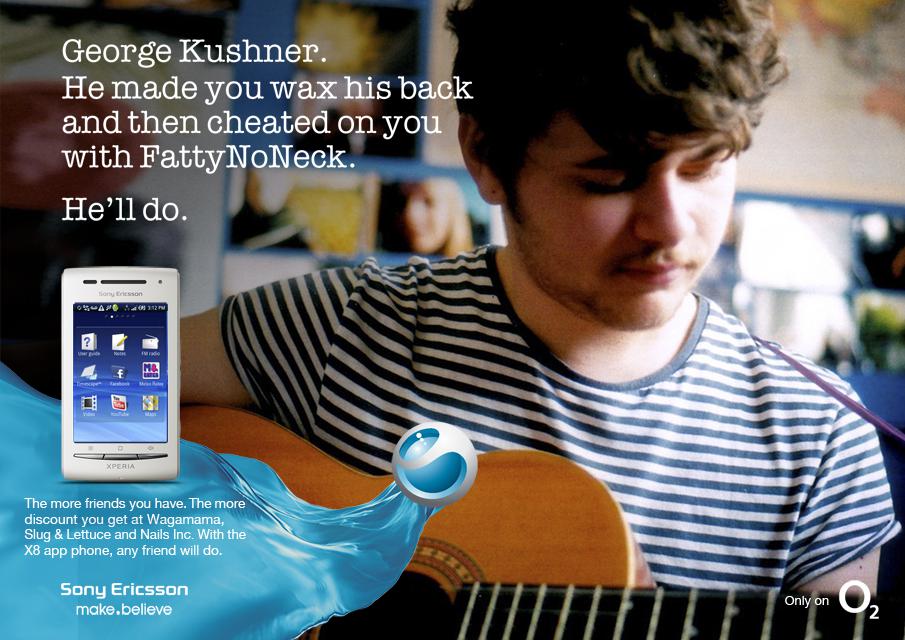 George Kushner.
He made you wax his back
and then cheated on you
with FattyNoNeck.
He'll do.
Sony Ericsson
3:12 PM
User guide Notes FM radio
Timescape™ Facebook
Video YouTube Maps
XPERIA
The more friends you have. The more
discount you get at Wagamama,
Slug & Lettuce and Nails Inc. With the
X8 app phone, any friend will do.
Sony Ericsson
make.believe
Only on O2